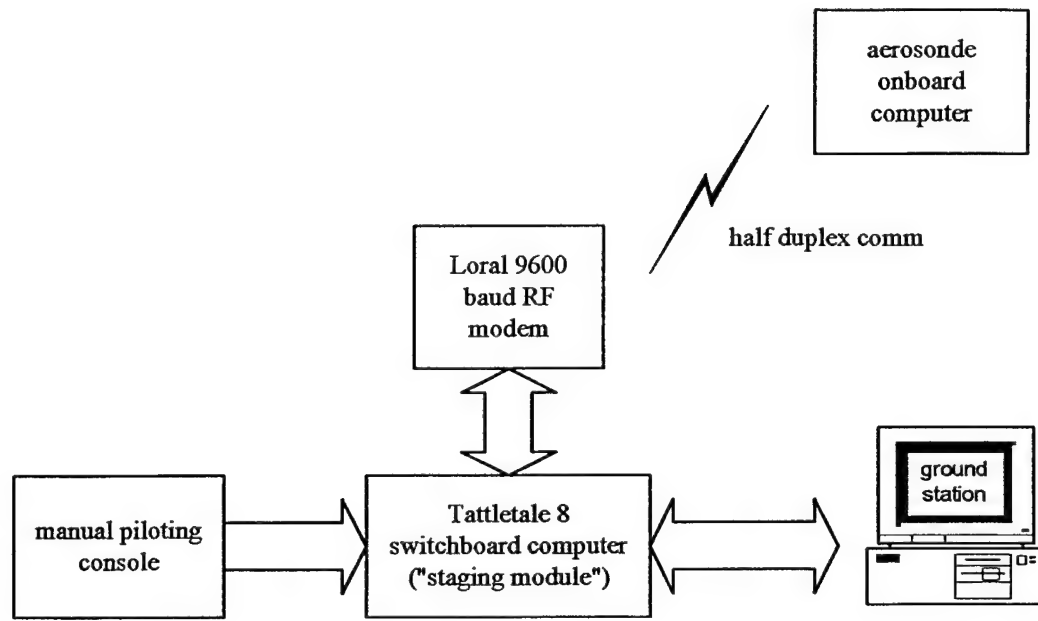 aerosonde
onboard
computer
half duplex comm
Loral 9600
baud RF
modem
manual piloting
console
Tattletale 8
switchboard computer
("staging module")
ground
station